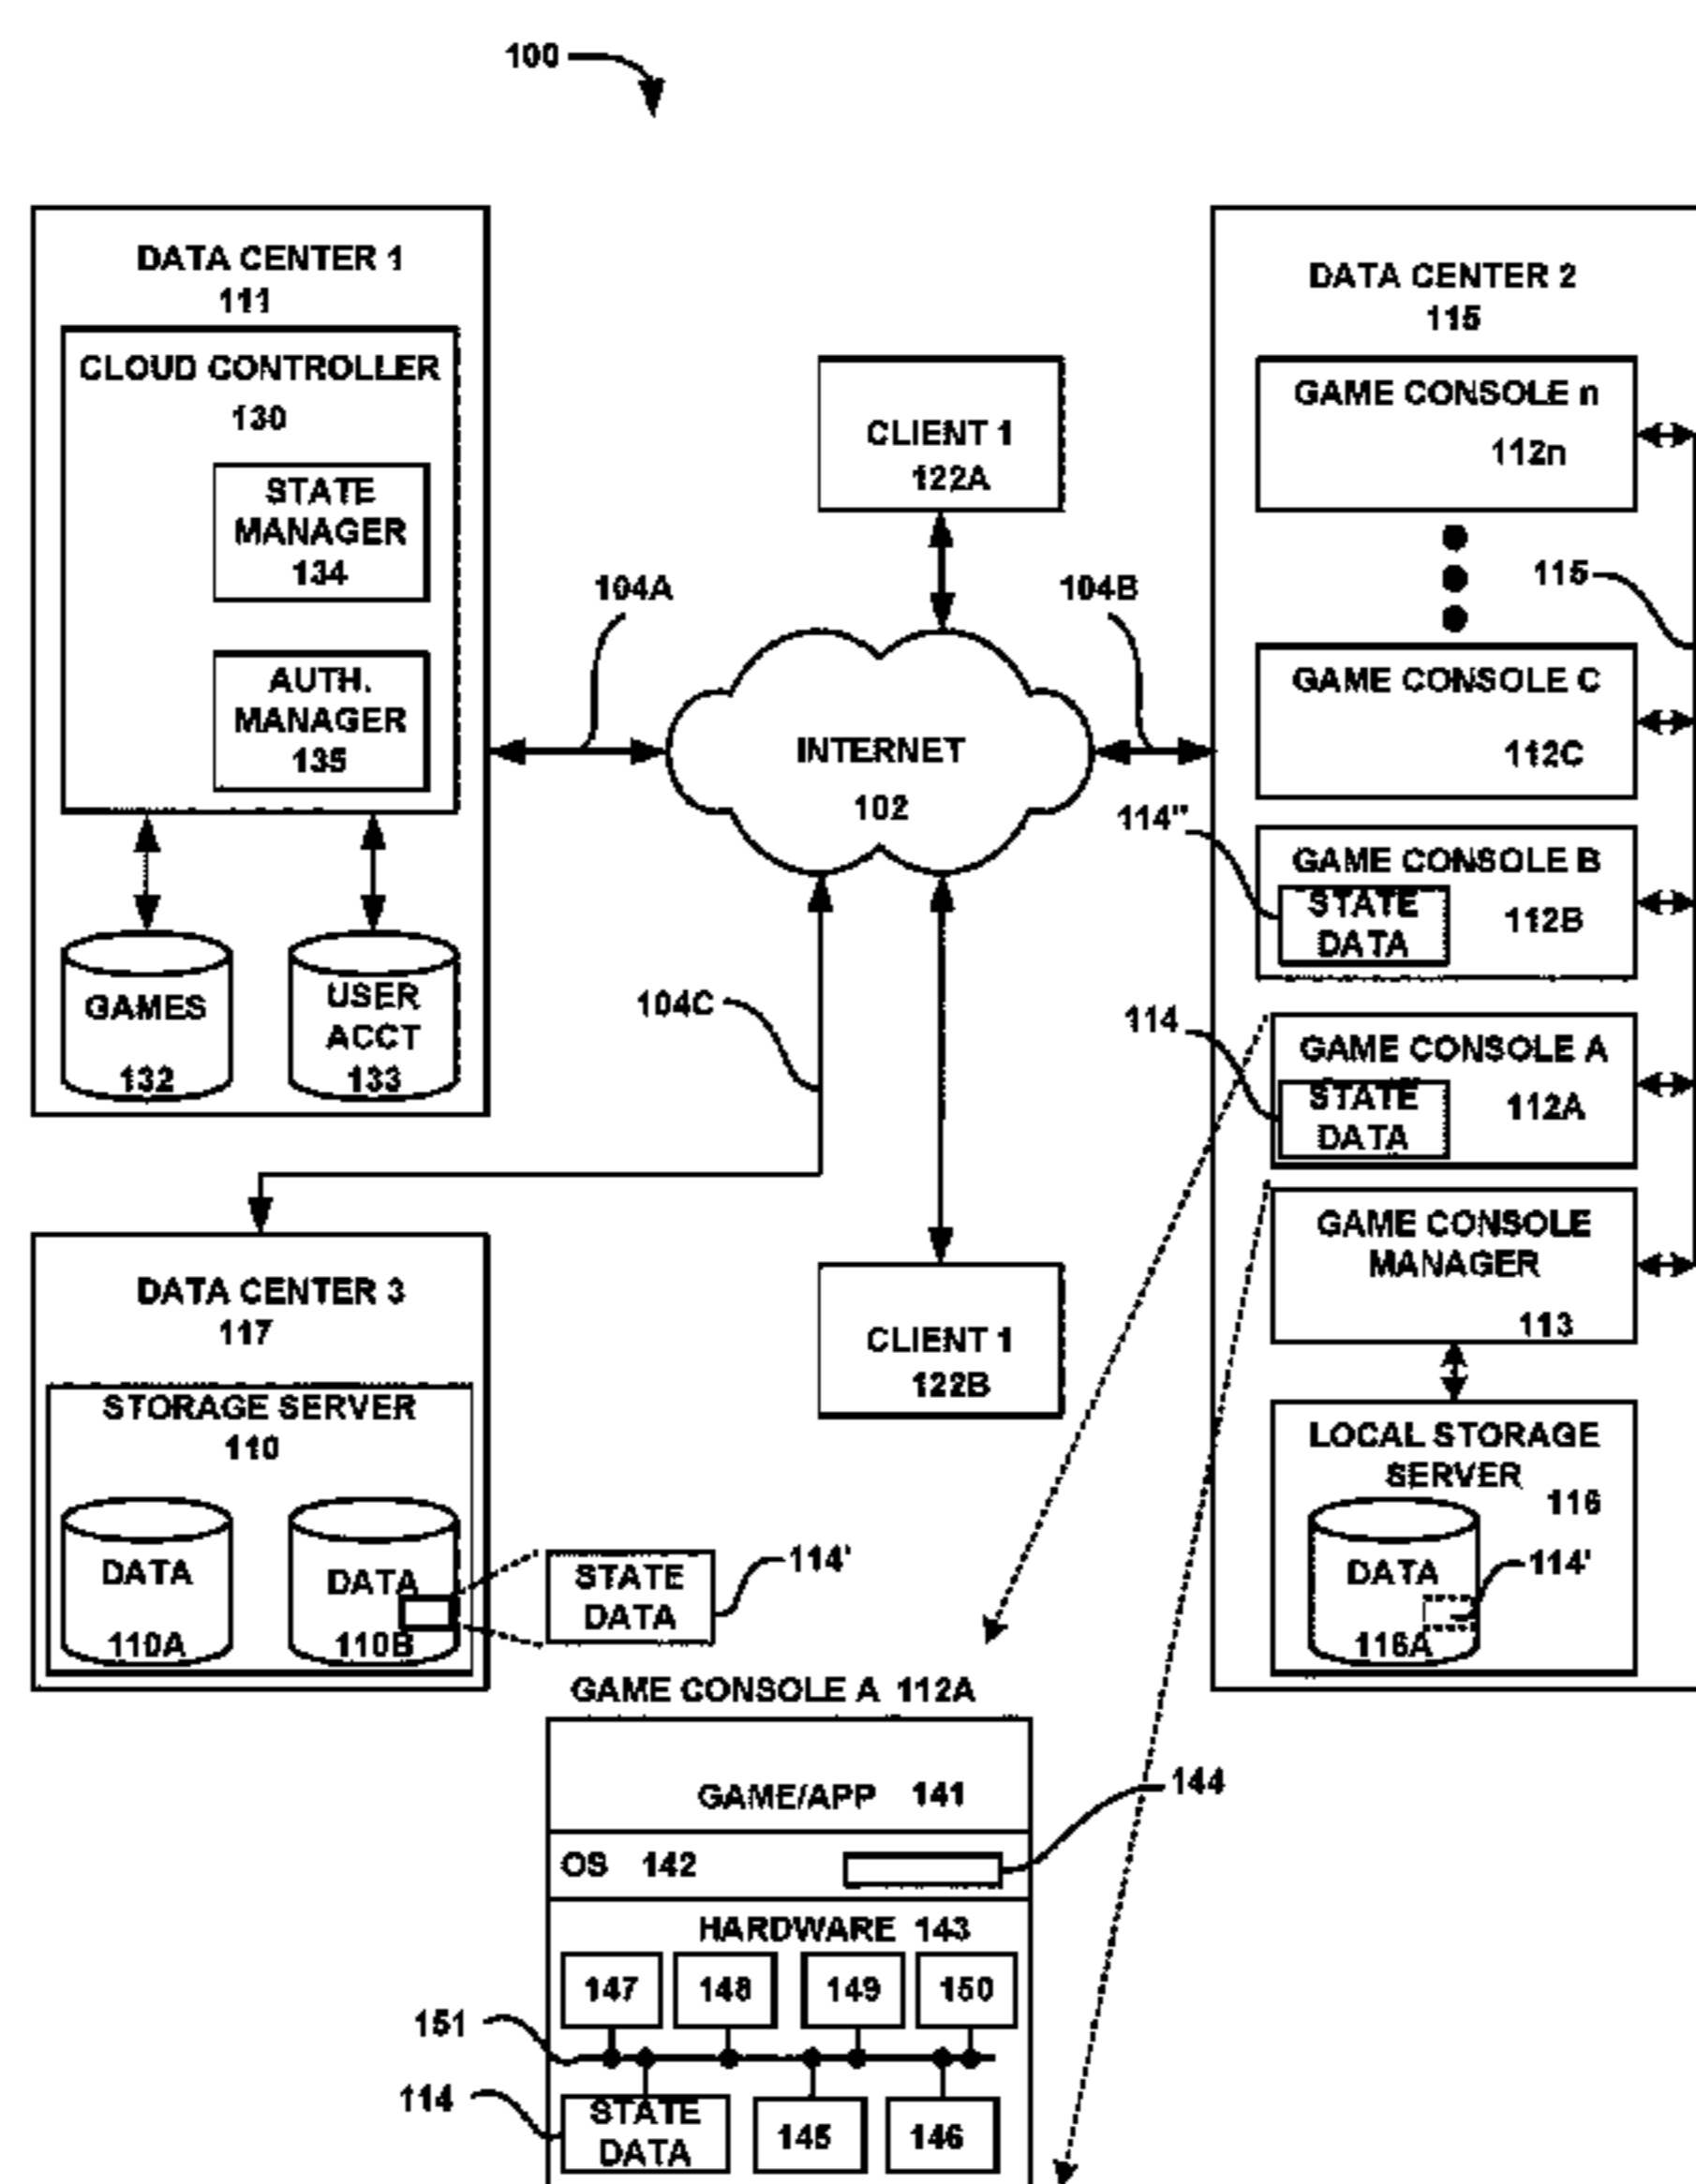 100
DATA CENTER 1
111
CLOUD CONTROLLER
130
STATE
MANAGER
134
AUTH.
MANAGER
135
GAMES
132
USER
ACCT
133
104A
CLIENT 1
122A
104B
INTERNET
102
104C
CLIENT 1
122B
DATA CENTER 2
115
GAME CONSOLE n
112n
115
GAME CONSOLE C
112C
114"
GAME CONSOLE B
STATE
DATA
112B
114
GAME CONSOLE A
STATE
DATA
112A
GAME CONSOLE
MANAGER
113
LOCAL STORAGE
SERVER
116
DATA
114'
116A
DATA CENTER 3
117
STORAGE SERVER
110
DATA
110A
DATA
110B
STATE
DATA
114'
GAME CONSOLE A 112A
GAME/APP 141
144
OS 142
HARDWARE 143
147 148 149 150
151
114
STATE
DATA
145 146